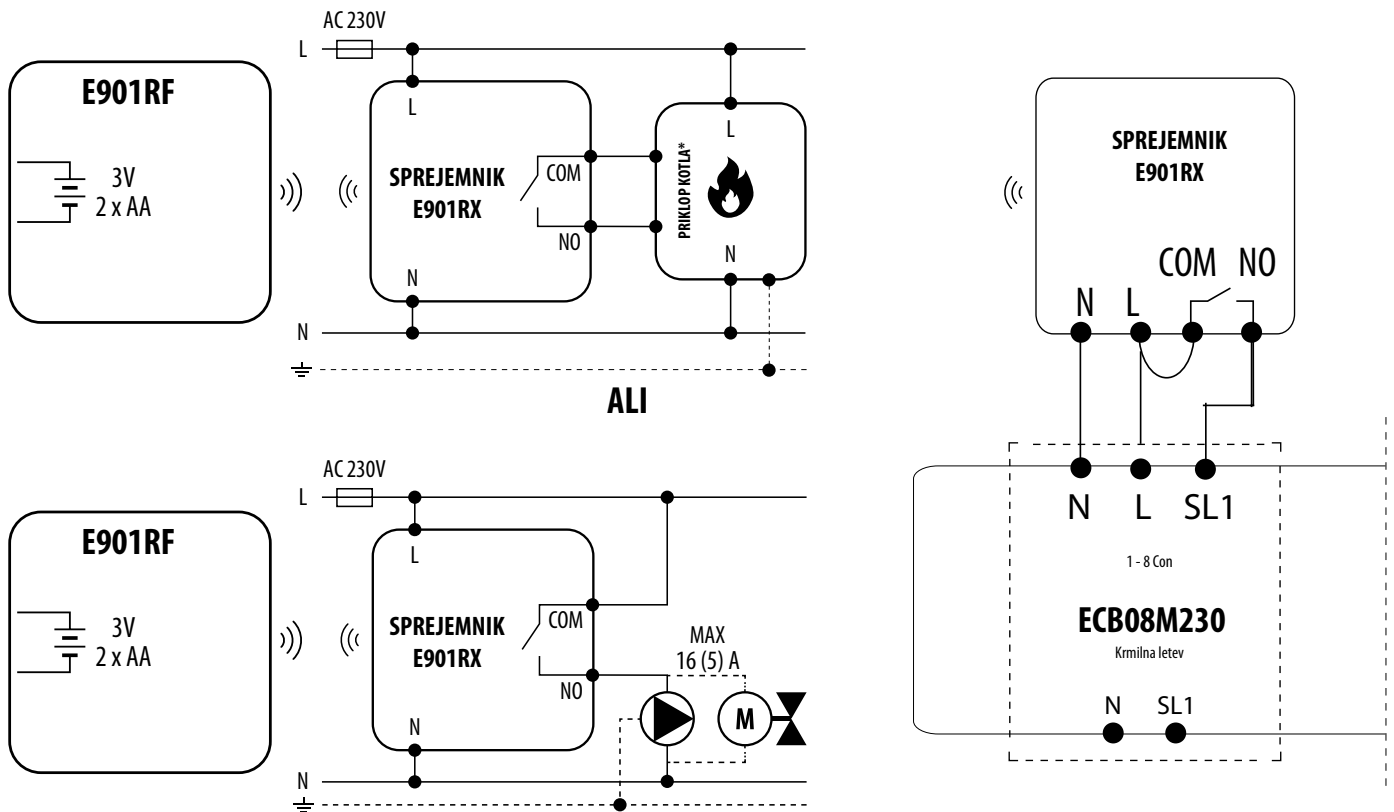 AC 230V
L
E901RF
3V
2 x AA
L
SPREJEMNIK
E901RX
COM
NO
N
L
PRIKLOP KOTLA*
N
N
ALI
AC 230V
L
E901RF
3V
2 x AA
L
SPREJEMNIK
E901RX
COM
NO
N
MAX
16 (5) A
M
N
SPREJEMNIK
E901RX
COM NO
N L
N L SL1
1 - 8 Con
ECB08M230
Krmilna letev
N SL1